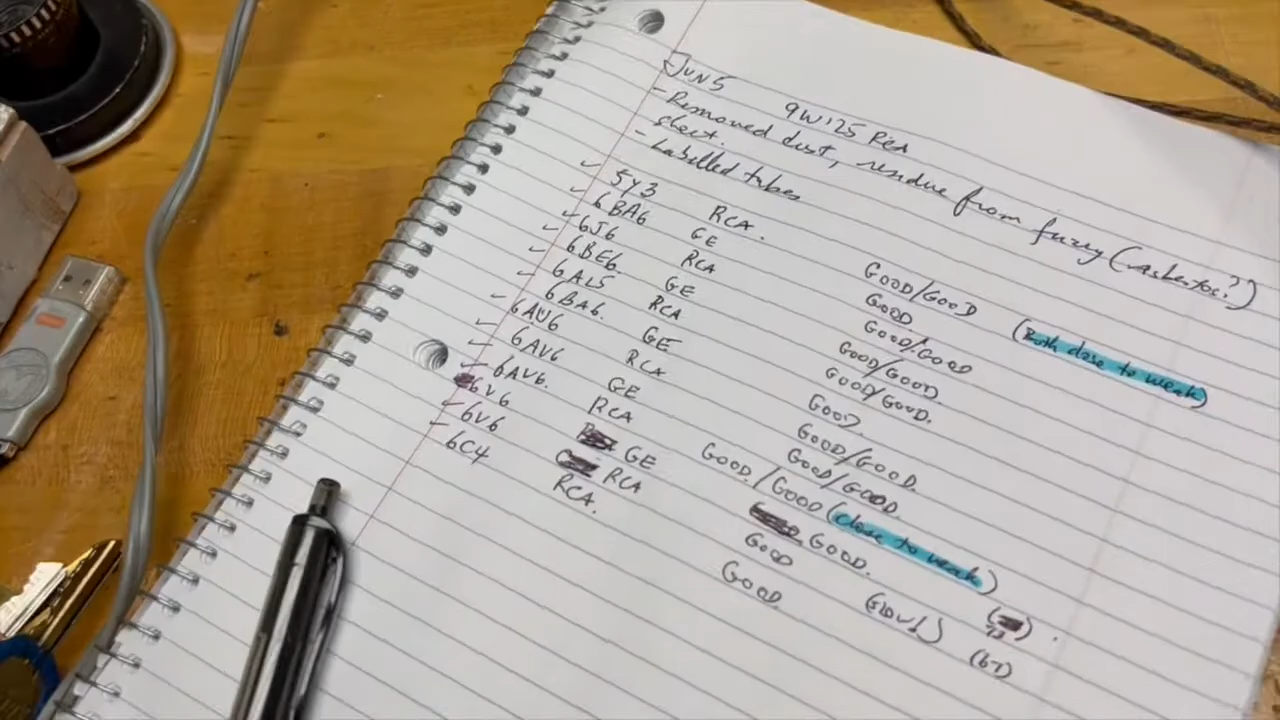 JUN 5 9W125 RCA
- Removed dust, residue from fuzzy (asbestos?)
sheet.
- Labelled tubes
✓ 5Y3 RCA. GOOD/GOOD (Both close to weak)
✓ 6BA6 GE GOOD
✓ 6J6 RCA GOOD/GOOD
✓ 6BE6 GE GOOD/GOOD
✓ 6AL5 RCA GOOD/GOOD.
6BA6. GE GOOD.
✓ 6AU6 RCA GOOD/GOOD.
✓ 6AV6 GE GOOD/GOOD
✓ 6AV6. RCA GOOD./GOOD (close to weak)
6V6 GE GOOD.
✓ 6V6 RCA GOOD
✓ 6C4 RCA. GOOD (67)